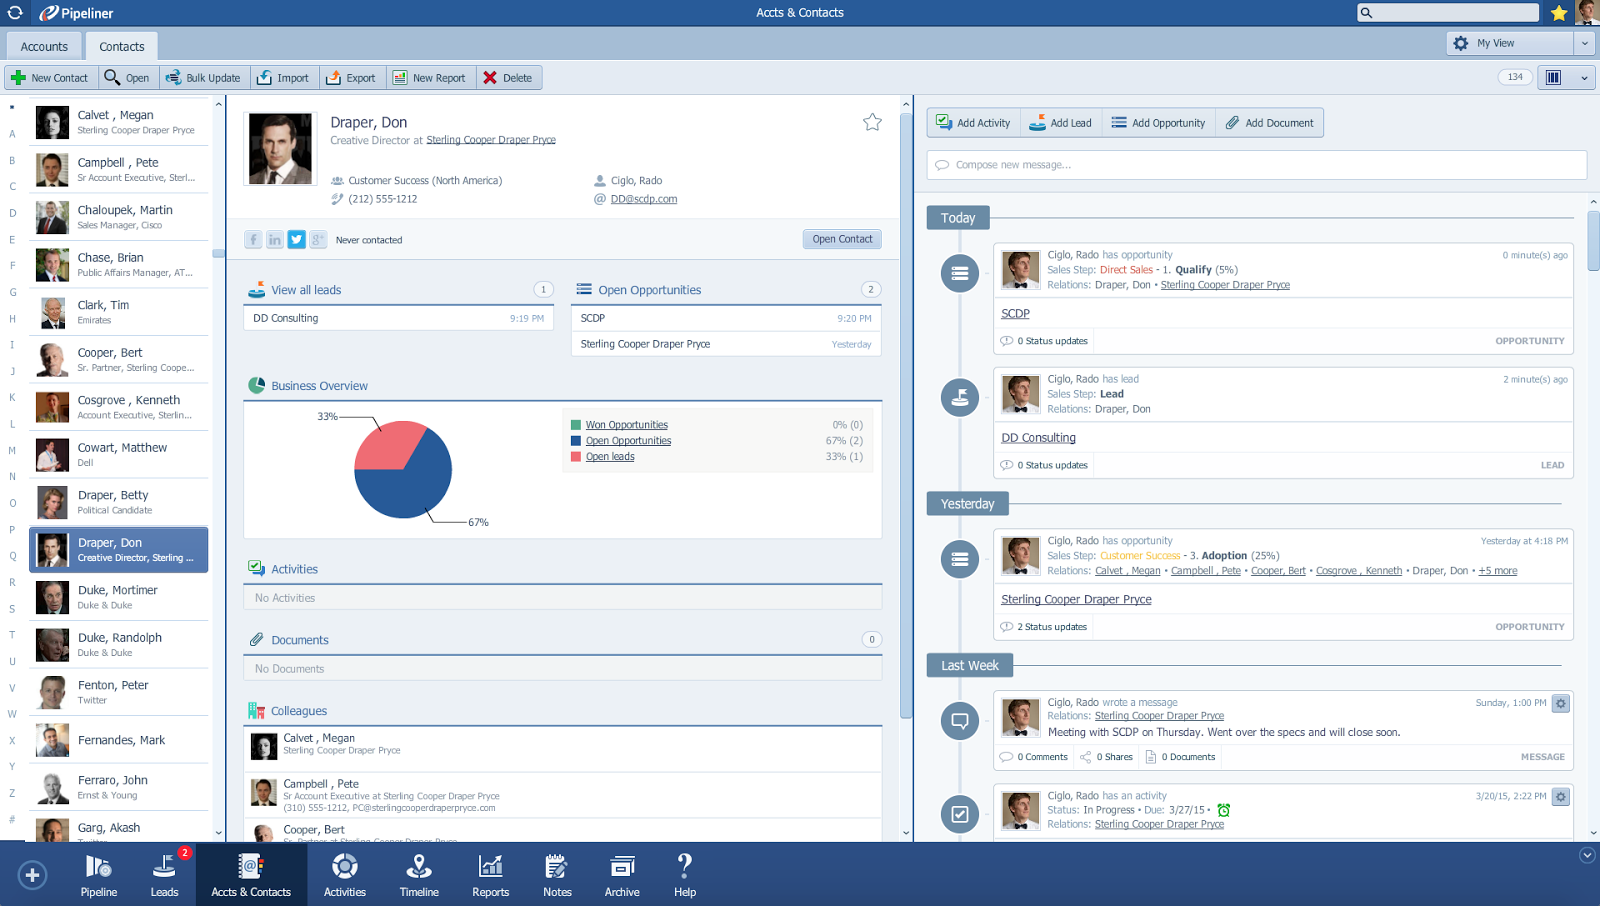 Pipeliner
Accts & Contacts
Accounts
Contacts
My View
New Contact
Open
Bulk Update
Import
Export
New Report
Delete
134
A
B
C
D
E
F
G
H
I
J
K
L
M
N
O
P
Q
R
S
T
U
V
W
X
Y
Z
#
Calvet , Megan
Sterling Cooper Draper Pryce
Campbell , Pete
Sr Account Executive, Sterl...
Chaloupek, Martin
Sales Manager, Cisco
Chase, Brian
Public Affairs Manager, AT...
Clark, Tim
Emirates
Cooper, Bert
Sr. Partner, Sterling Coope...
Cosgrove , Kenneth
Account Executive, Sterlin...
Cowart, Matthew
Dell
Draper, Betty
Political Candidate
Draper, Don
Creative Director, Sterling ...
Duke, Mortimer
Duke & Duke
Duke, Randolph
Duke & Duke
Fenton, Peter
Twitter
Fernandes, Mark
Ferraro, John
Ernst & Young
Garg, Akash
Draper, Don
Creative Director at Sterling Cooper Draper Pryce
Customer Success (North America)
Ciglo, Rado
(212) 555-1212
DD@scdp.com
Never contacted
Open Contact
View all leads
1
DD Consulting
9:19 PM
Open Opportunities
2
SCDP
9:20 PM
Sterling Cooper Draper Pryce
Yesterday
Business Overview
33%
67%
Won Opportunities 0% (0)
Open Opportunities 67% (2)
Open leads 33% (1)
Activities
No Activities
Documents
0
No Documents
Colleagues
Calvet , Megan
Sterling Cooper Draper Pryce
Campbell , Pete
Sr Account Executive at Sterling Cooper Draper Pryce
(310) 555-1212, PC@sterlingcooperdraperpryce.com
Cooper, Bert
Sr. Partner at Sterling Cooper Draper Pryce
Add Activity
Add Lead
Add Opportunity
Add Document
Compose new message...
Today
Ciglo, Rado has opportunity
0 minute(s) ago
Sales Step: Direct Sales - 1. Qualify (5%)
Relations: Draper, Don • Sterling Cooper Draper Pryce
SCDP
0 Status updates
OPPORTUNITY
Ciglo, Rado has lead
2 minute(s) ago
Sales Step: Lead
Relations: Draper, Don
DD Consulting
0 Status updates
LEAD
Yesterday
Ciglo, Rado has opportunity
Yesterday at 4:18 PM
Sales Step: Customer Success - 3. Adoption (25%)
Relations: Calvet , Megan • Campbell , Pete • Cooper, Bert • Cosgrove , Kenneth • Draper, Don • +5 more
Sterling Cooper Draper Pryce
2 Status updates
OPPORTUNITY
Last Week
Ciglo, Rado wrote a message
Sunday, 1:00 PM
Relations: Sterling Cooper Draper Pryce
Meeting with SCDP on Thursday. Went over the specs and will close soon.
0 Comments
0 Shares
0 Documents
MESSAGE
Ciglo, Rado has an activity
3/20/15, 2:22 PM
Status: In Progress • Due: 3/27/15 •
Relations: Sterling Cooper Draper Pryce
Pipeline
2
Leads
Accts & Contacts
Activities
Timeline
Reports
Notes
Archive
Help